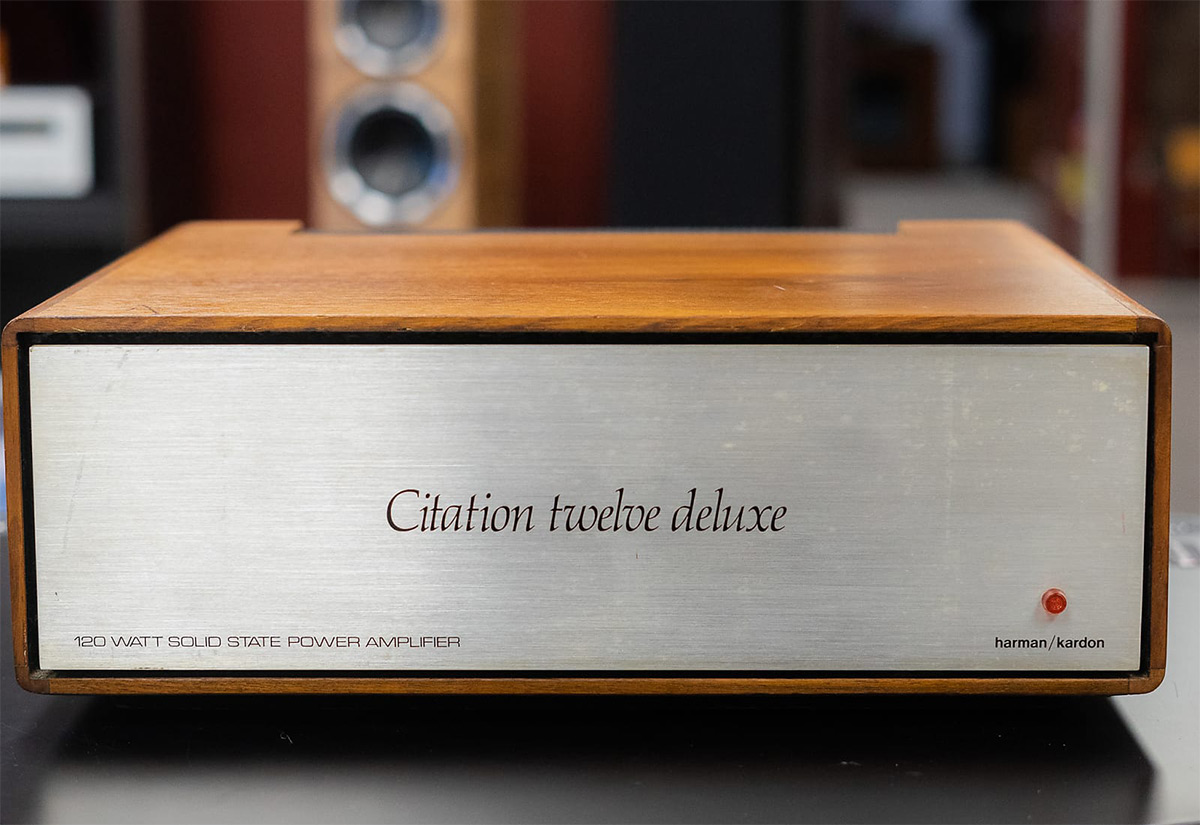 Citation twelve deluxe
120 WATT SOLID STATE POWER AMPLIFIER
harman/kardon